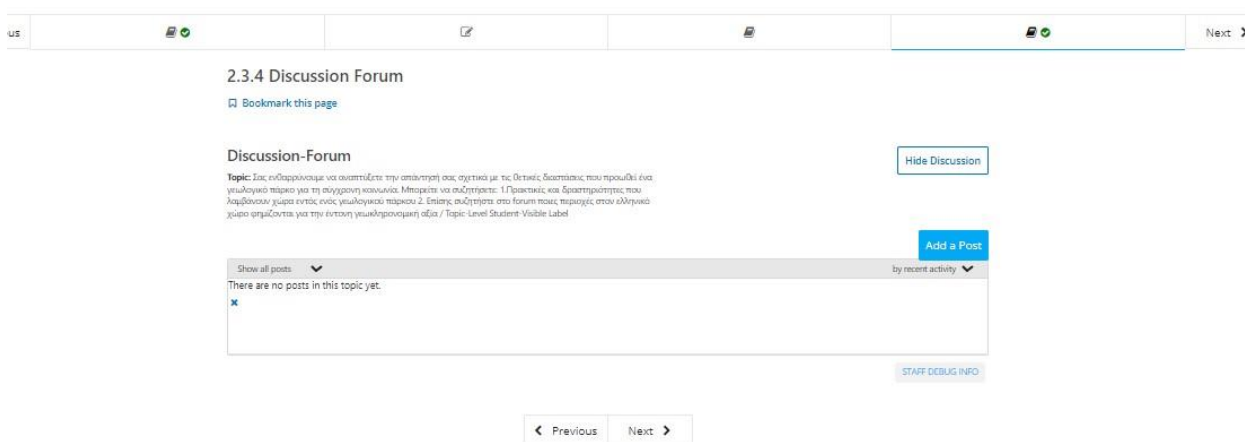 us
Next
2.3.4 Discussion Forum
Bookmark this page
Discussion-Forum
Hide Discussion
Topic: Σας ενθαρρύνουμε να αναπτύξετε την απάντησή σας σχετικά με τις θετικές διαστάσεις που προωθεί ένα
γεωλογικό πάρκο για τη σύγχρονη κοινωνία. Μπορείτε να συζητήσετε: 1.Πρακτικές και δραστηριότητες που
λαμβάνουν χώρα εντός ενός γεωλογικού πάρκου 2. Επίσης συζητήστε στο forum ποιες περιοχές στον ελληνικό
χώρο φημίζονται για την έντονη γεωκληρονομική αξία / Topic-Level Student-Visible Label
Add a Post
Show all posts
by recent activity
There are no posts in this topic yet.
STAFF DEBUG INFO
Previous
Next